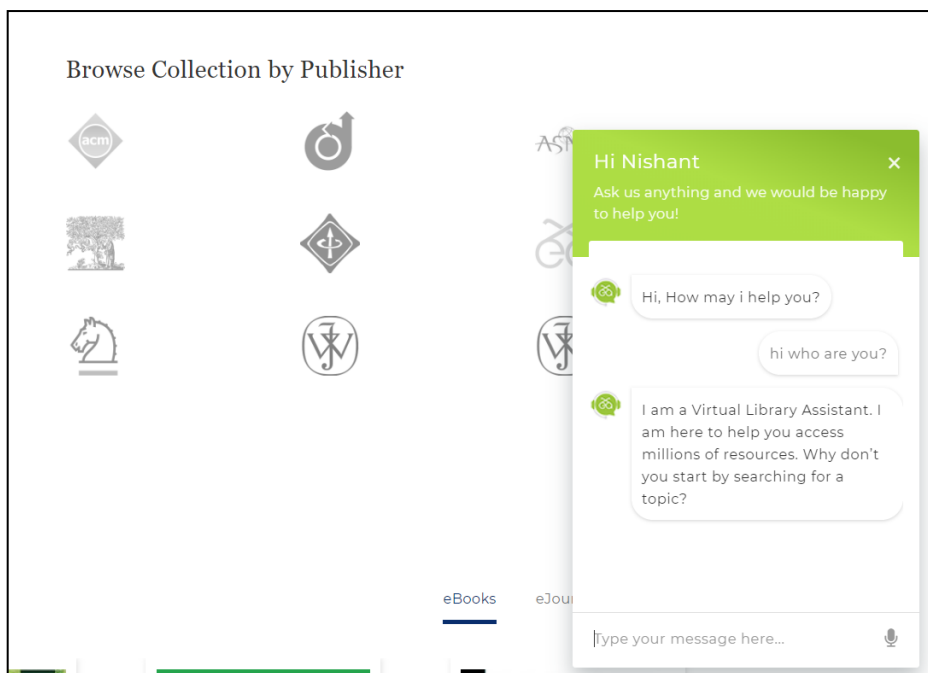 Browse Collection by Publisher
acm
Hi Nishant
Ask us anything and we would be happy
to help you!
Hi, How may i help you?
hi who are you?
I am a Virtual Library Assistant. I
am here to help you access
millions of resources. Why don't
you start by searching for a
topic?
eBooks
Type your message here...